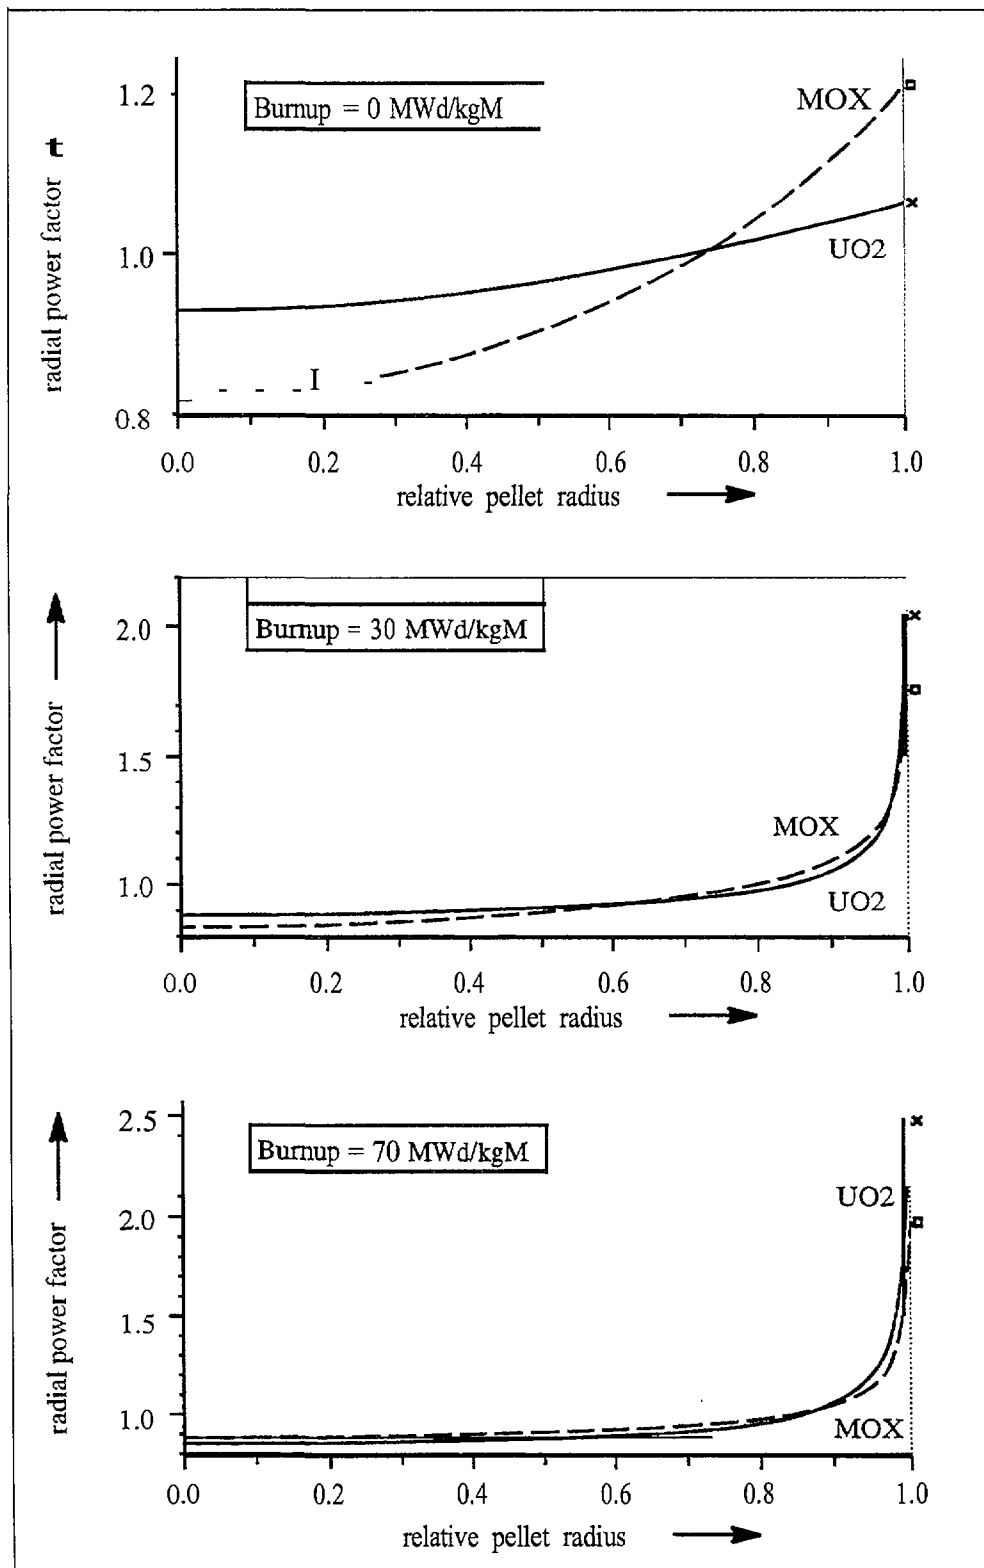 1.2
Burnup = 0 MWd/kgM
MOX
radial power factor
1.0
UO2
I
0.8
0.0 0.2 0.4 0.6 0.8 1.0
relative pellet radius
2.0
Burnup = 30 MWd/kgM
radial power factor
1.5
MOX
1.0
UO2
0.0 0.2 0.4 0.6 0.8 1.0
relative pellet radius
2.5
Burnup = 70 MWd/kgM
UO2
2.0
radial power factor
1.5
1.0
MOX
0.0 0.2 0.4 0.6 0.8 1.0
relative pellet radius